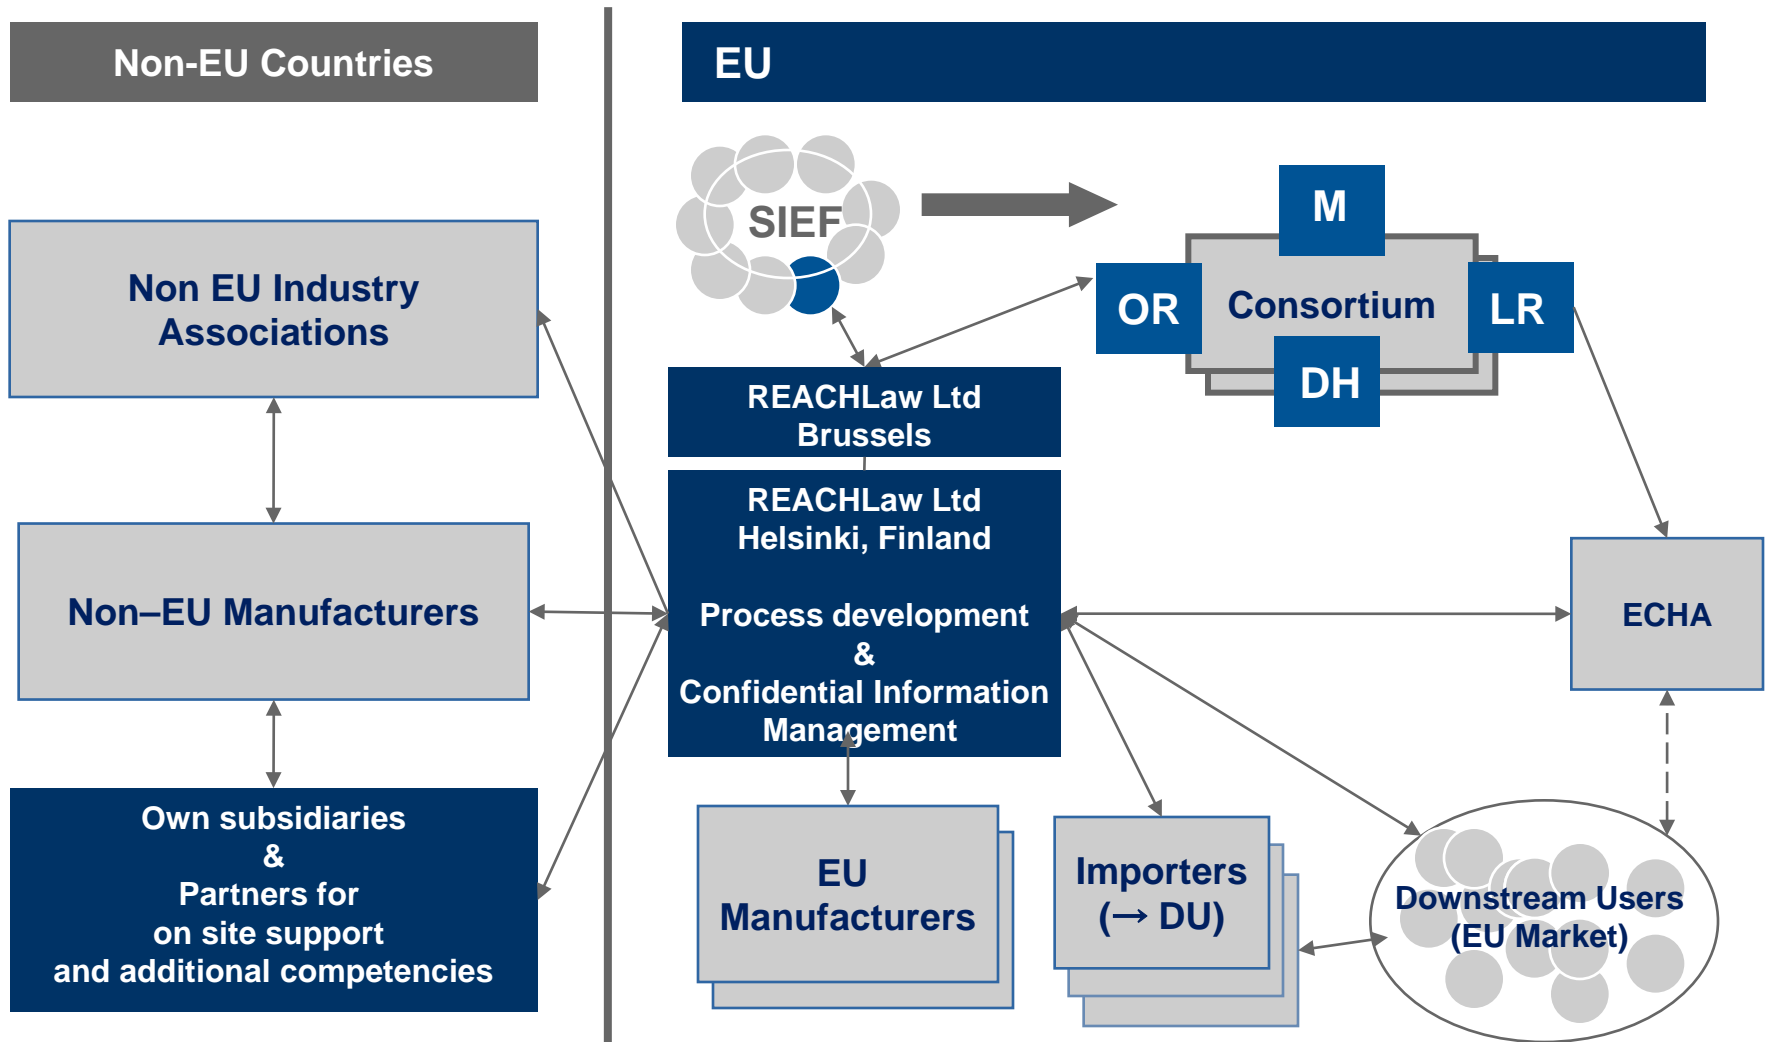 Non-EU Countries
EU
Non EU Industry
Associations
Non–EU Manufacturers
Own subsidiaries
&
Partners for
on site support
and additional competencies
SIEF
M
OR
Consortium
LR
DH
REACHLaw Ltd
Brussels
REACHLaw Ltd
Helsinki, Finland
Process development
&
Confidential Information
Management
ECHA
EU
Manufacturers
Importers
(→ DU)
Downstream Users
(EU Market)